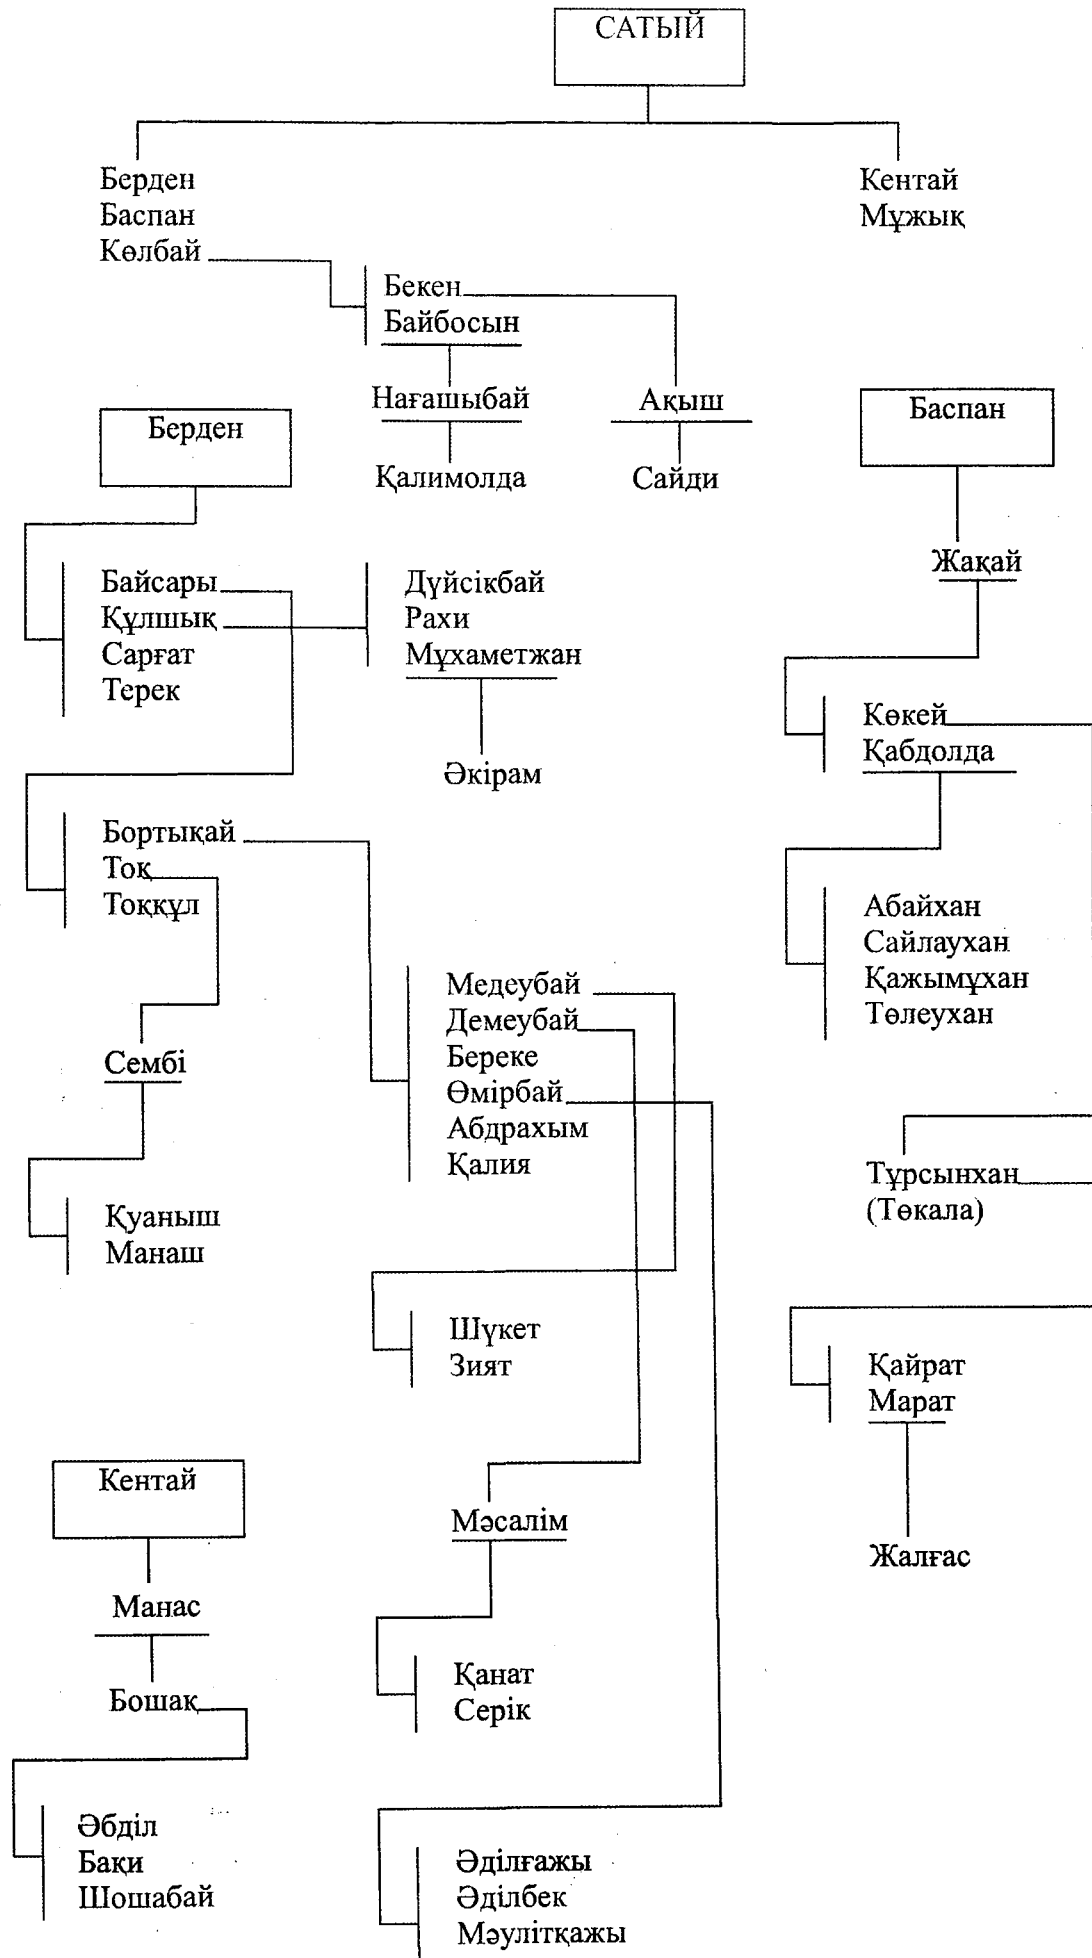 САТЫЙ
Берден
Баспан
Көлбай
Кентай
Мұжық
Бекен
Байбосын
Нағашыбай
Ақыш
Қалимолда
Сайди
Берден
Баспан
Байсары
Құлшық
Сарғат
Терек
Дүйсікбай
Рахи
Мұхаметжан
Әкірам
Жақай
Көкей
Қабдолда
Бортықай
Тоқ
Тоққұл
Абайхан
Сайлаухан
Қажымұхан
Төлеухан
Медеубай
Демеубай
Береке
Өмірбай
Абдрахым
Қалия
Сембі
Қуаныш
Манаш
Тұрсынхан
(Төкала)
Шүкет
Зият
Қайрат
Марат
Жалғас
Кентай
Манас
Бошақ
Мәсалім
Қанат
Серік
Әбділ
Бақи
Шошабай
Әділғажы
Әділбек
Мәулітқажы